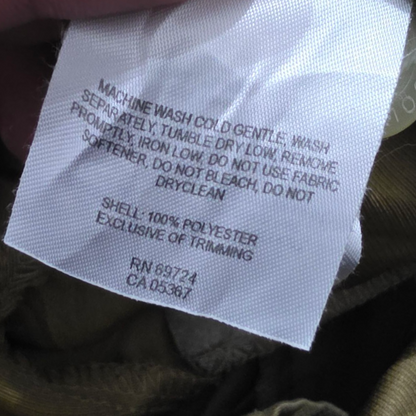 MACHINE WASH COLD GENTLE, WASH
SEPARATELY, TUMBLE DRY LOW, REMOVE
PROMPTLY, IRON LOW, DO NOT USE FABRIC
SOFTENER, DO NOT BLEACH, DO NOT
DRYCLEAN
SHELL: 100% POLYESTER
EXCLUSIVE OF TRIMMING
RN 69724
CA 05367